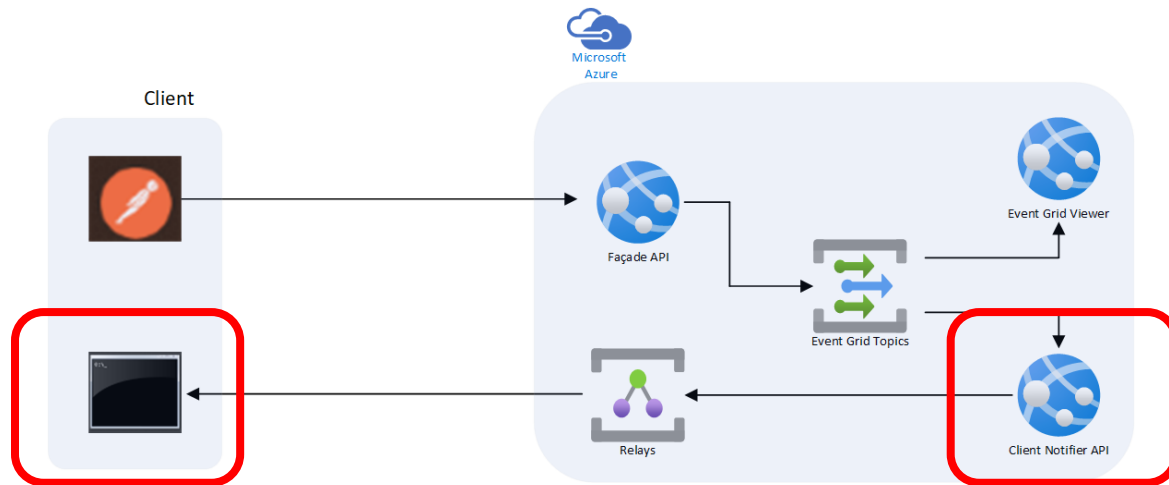 Microsoft
Azure
Client
Event Grid Viewer
Façade API
Event Grid Topics
Relays
Client Notifier API